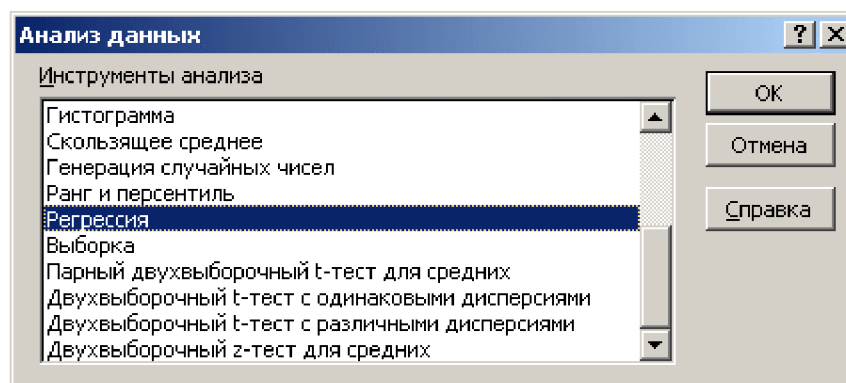 Анализ данных
Инструменты анализа
Гистограмма
Скользящее среднее
Генерация случайных чисел
Ранг и персентиль
Регрессия
Выборка
Парный двухвыборочный t-тест для средних
Двухвыборочный t-тест с одинаковыми дисперсиями
Двухвыборочный t-тест с различными дисперсиями
Двухвыборочный z-тест для средних
OK
Отмена
Справка